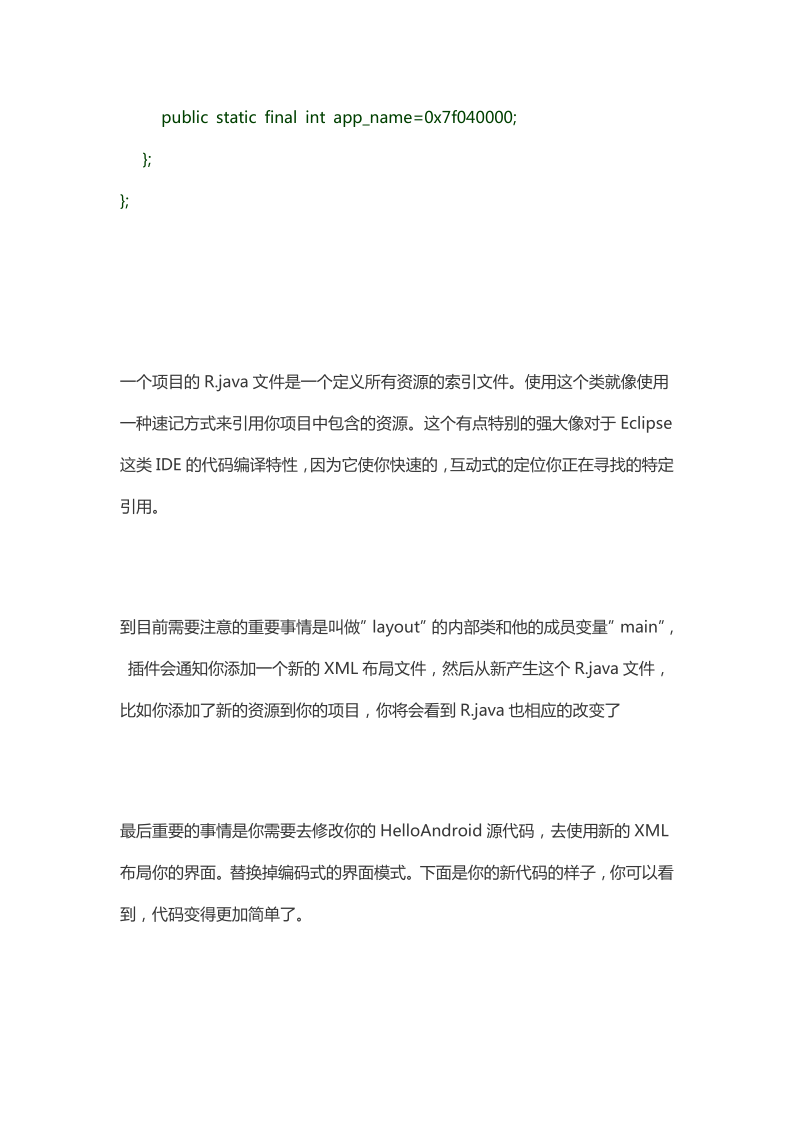 public static final int app_name=0x7f040000;
};
};
一个项目的 R.java 文件是一个定义所有资源的索引文件。使用这个类就像使用
一种速记方式来引用你项目中包含的资源。这个有点特别的强大像对于 Eclipse
这类 IDE 的代码编译特性，因为它使你快速的，互动式的定位你正在寻找的特定
引用。
到目前需要注意的重要事情是叫做” layout” 的内部类和他的成员变量” main”，
插件会通知你添加一个新的 XML 布局文件，然后从新产生这个 R.java 文件，
比如你添加了新的资源到你的项目，你将会看到 R.java 也相应的改变了
最后重要的事情是你需要去修改你的 HelloAndroid 源代码，去使用新的 XML
布局你的界面。替换掉编码式的界面模式。下面是你的新代码的样子，你可以看
到，代码变得更加简单了。